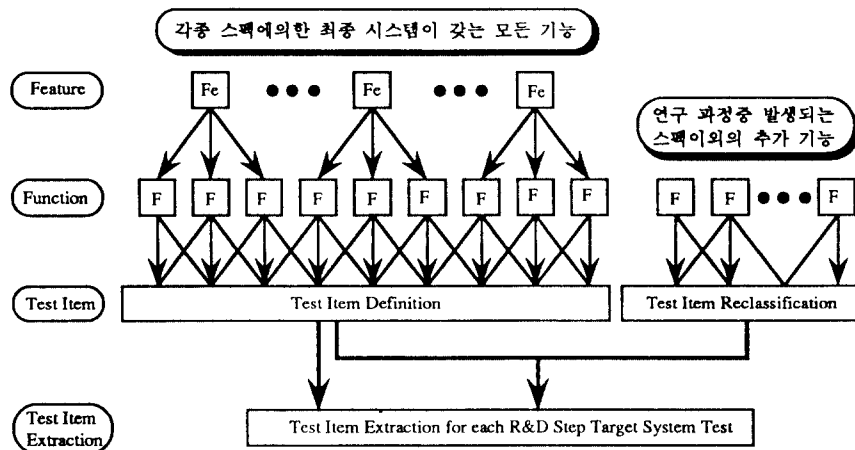 각종 스펙에의한 최종 시스템이 갖는 모든 기능
Feature
Fe
Fe
Fe
연구 과정중 발생되는
스펙이외의 추가 기능
Function
F
F
F
F
F
F
F
F
F
F
F
F
Test Item
Test Item Definition
Test Item Reclassification
Test Item
Extraction
Test Item Extraction for each R&D Step Target System Test